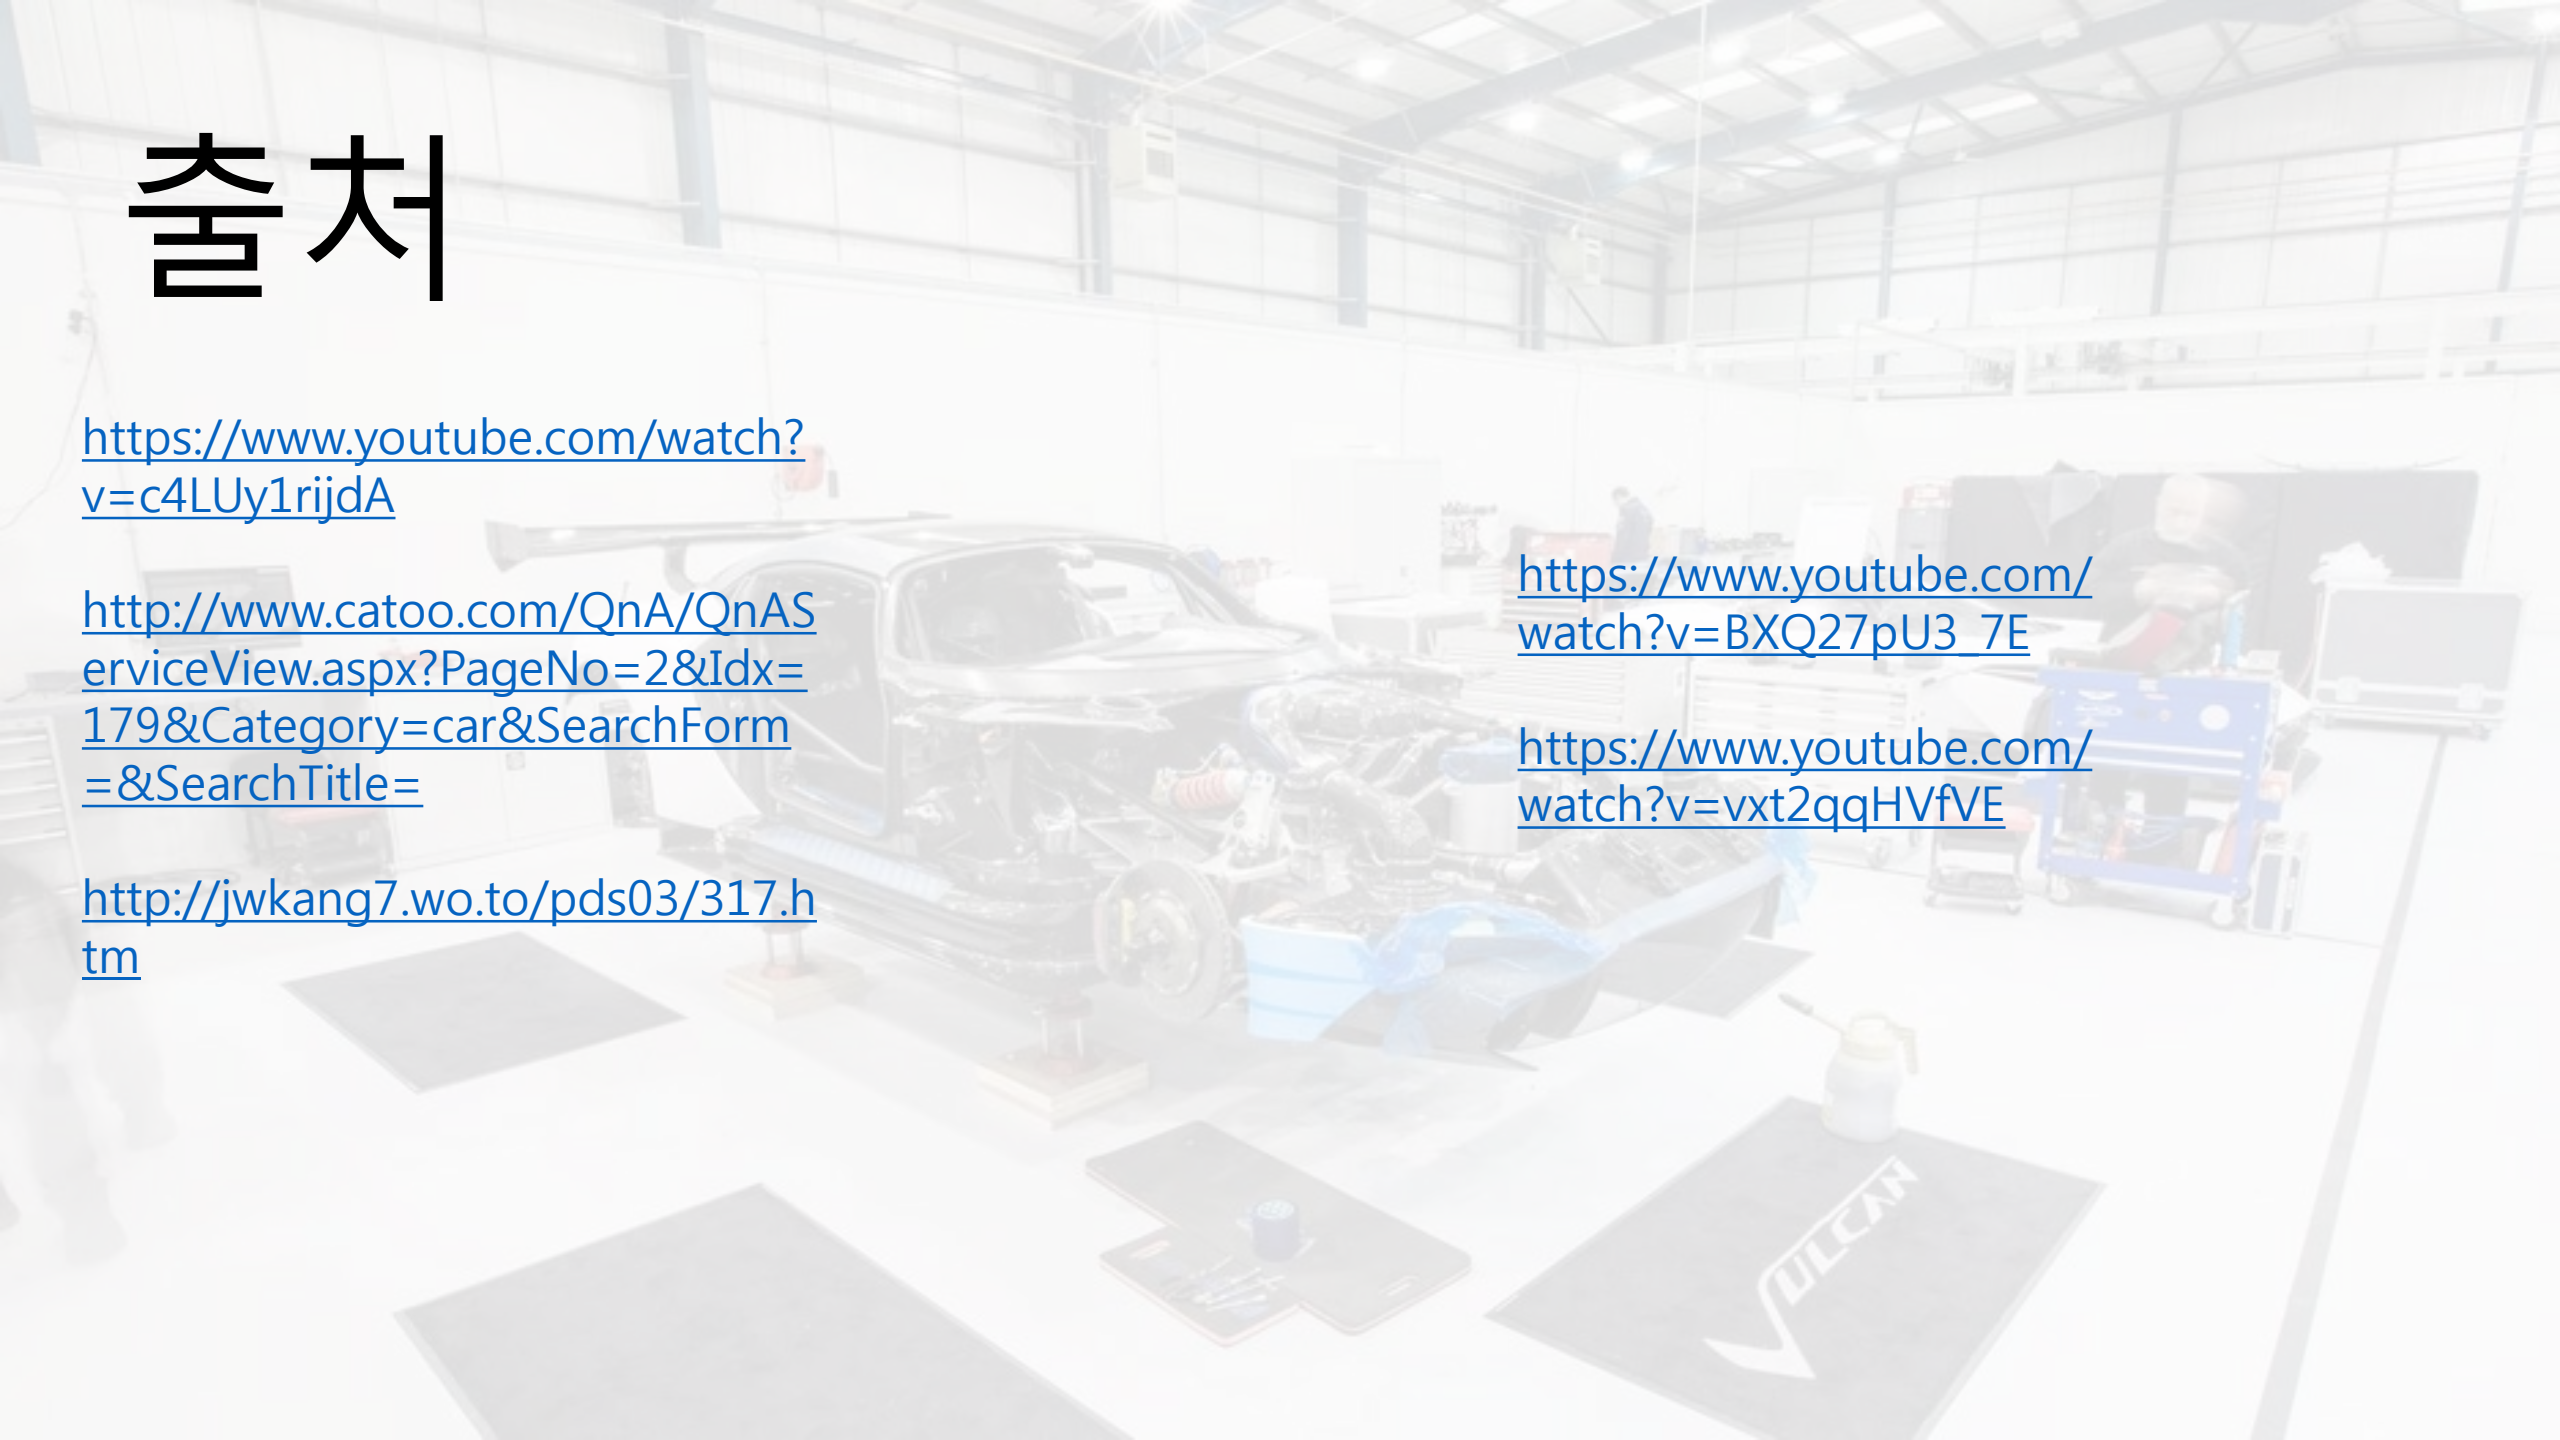 출처
https://www.youtube.com/watch?
v=c4LUy1rijdA
http://www.catoo.com/QnA/QnAS
erviceView.aspx?PageNo=2&Idx=
179&Category=car&SearchForm
=&SearchTitle=
http://jwkang7.wo.to/pds03/317.h
tm
https://www.youtube.com/
watch?v=BXQ27pU3_7E
https://www.youtube.com/
watch?v=vxt2qqHVfVE
VULCAN